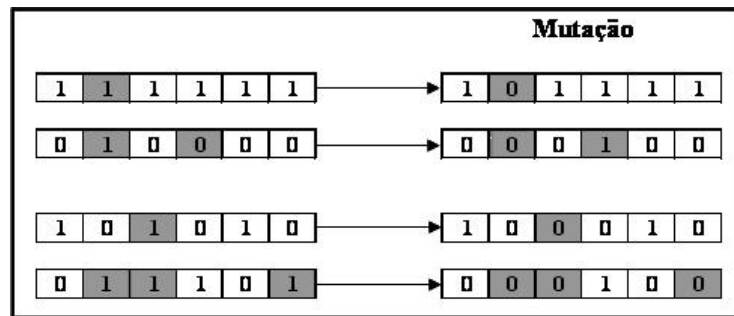 Mutação
1 1 1 1 1 1 1 0 1 1 1 1
0 1 0 0 0 0 0 0 0 1 0 0
1 0 1 0 1 0 1 0 0 0 1 0
0 1 1 1 0 1 0 0 0 1 0 0